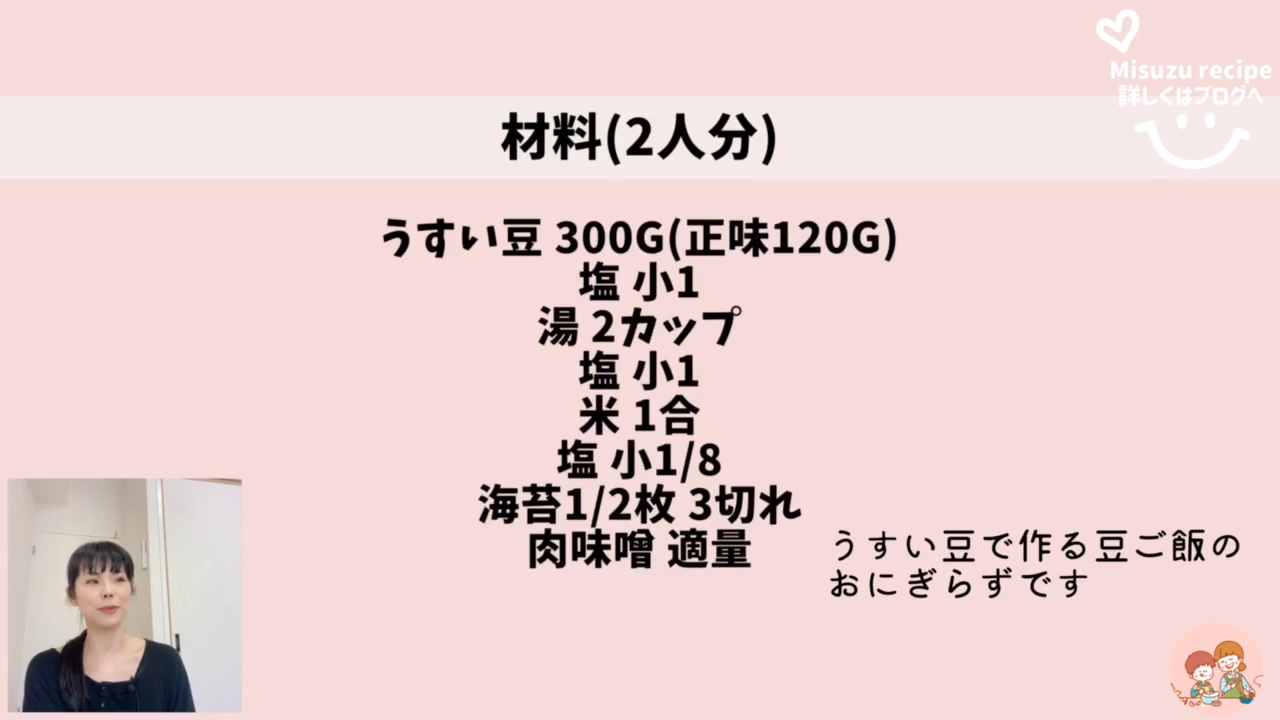 Misuzu recipe
詳しくはブログへ
材料(2人分)
うすい豆 300G(正味120G)
塩 小1
湯 2カップ
塩 小1
米 1合
塩 小1/8
海苔1/2枚 3切れ
肉味噌 適量
うすい豆で作る豆ご飯の
おにぎらずです